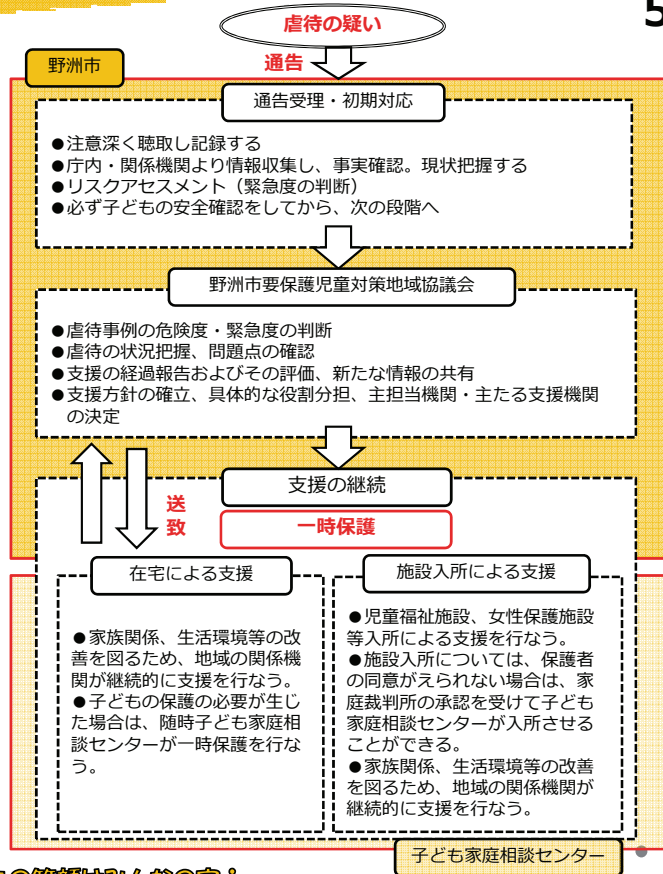 虐待の疑い
5
通告
野洲市
通告受理・初期対応
●注意深く聴取し記録する
●庁内・関係機関より情報収集し、事実確認。現状把握する
●リスクアセスメント（緊急度の判断）
●必ず子どもの安全確認をしてから、次の段階へ
野洲市要保護児童対策地域協議会
●虐待事例の危険度・緊急度の判断
●虐待の状況把握、問題点の確認
●支援の経過報告およびその評価、新たな情報の共有
●支援方針の確立、具体的な役割分担、主担当機関・主たる支援機関
の決定
送
致
支援の継続
一時保護
在宅による支援
●家族関係、生活環境等の改
善を図るため、地域の関係機
関が継続的に支援を行なう。
●子どもの保護の必要が生じ
た場合は、随時子ども家庭相
談センターが一時保護を行な
う。
施設入所による支援
●児童福祉施設、女性保護施設
等入所による支援を行なう。
●施設入所については、保護者
の同意がえられない場合は、家
庭裁判所の承認を受けて子ども
家庭相談センターが入所させる
ことができる。
●家族関係、生活環境等の改善
を図るため、地域の関係機関が
継続的に支援を行なう。
子ども家庭相談センター